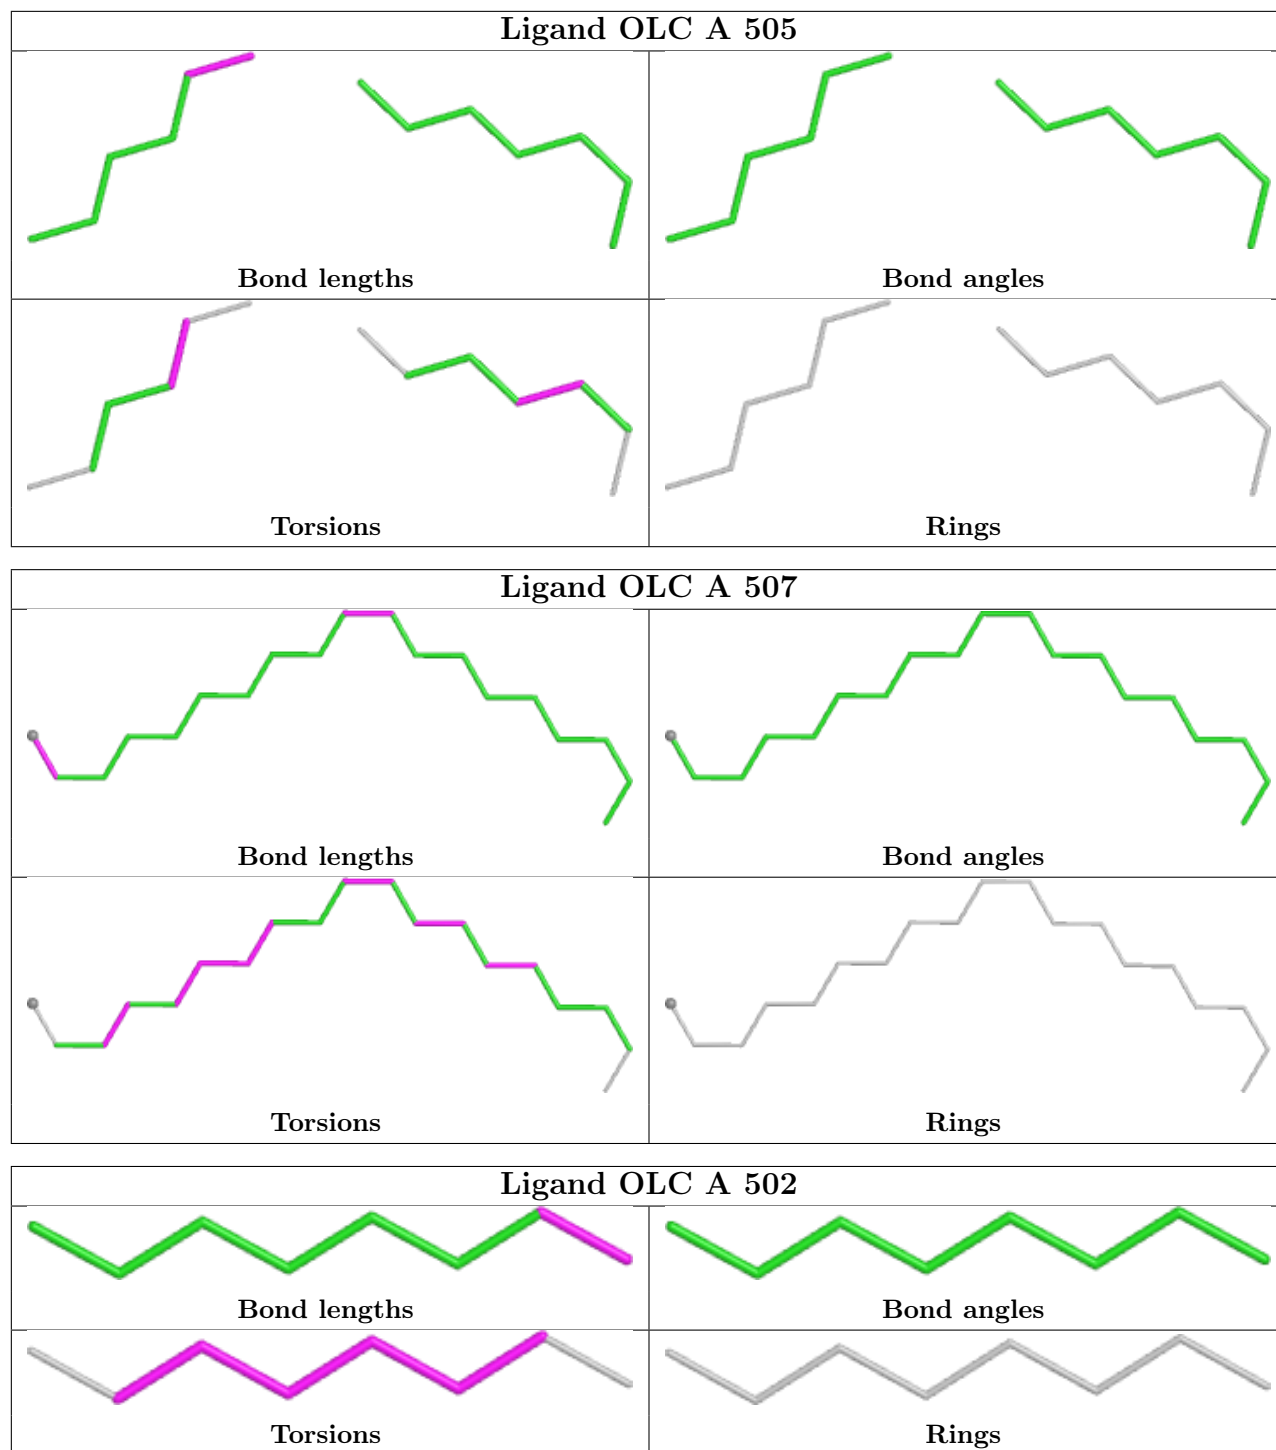 Ligand OLC A 505
Bond lengths
Bond angles
Torsions
Rings
Ligand OLC A 507
Bond lengths
Bond angles
Torsions
Rings
Ligand OLC A 502
Bond lengths
Bond angles
Torsions
Rings